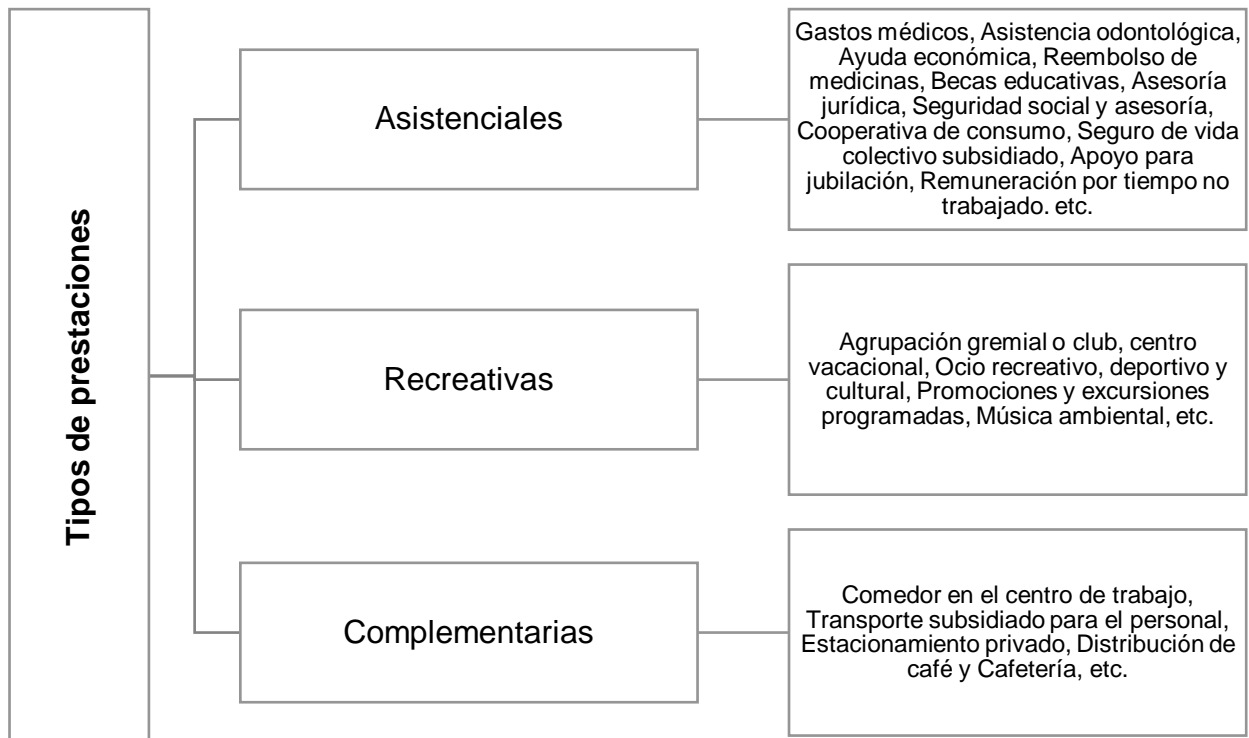 Tipos de prestaciones
Asistenciales
Gastos médicos, Asistencia odontológica,
Ayuda económica, Reembolso de
medicinas, Becas educativas, Asesoría
jurídica, Seguridad social y asesoría,
Cooperativa de consumo, Seguro de vida
colectivo subsidiado, Apoyo para
jubilación, Remuneración por tiempo no
trabajado. etc.
Recreativas
Agrupación gremial o club, centro
vacacional, Ocio recreativo, deportivo y
cultural, Promociones y excursiones
programadas, Música ambiental, etc.
Complementarias
Comedor en el centro de trabajo,
Transporte subsidiado para el personal,
Estacionamiento privado, Distribución de
café y Cafetería, etc.